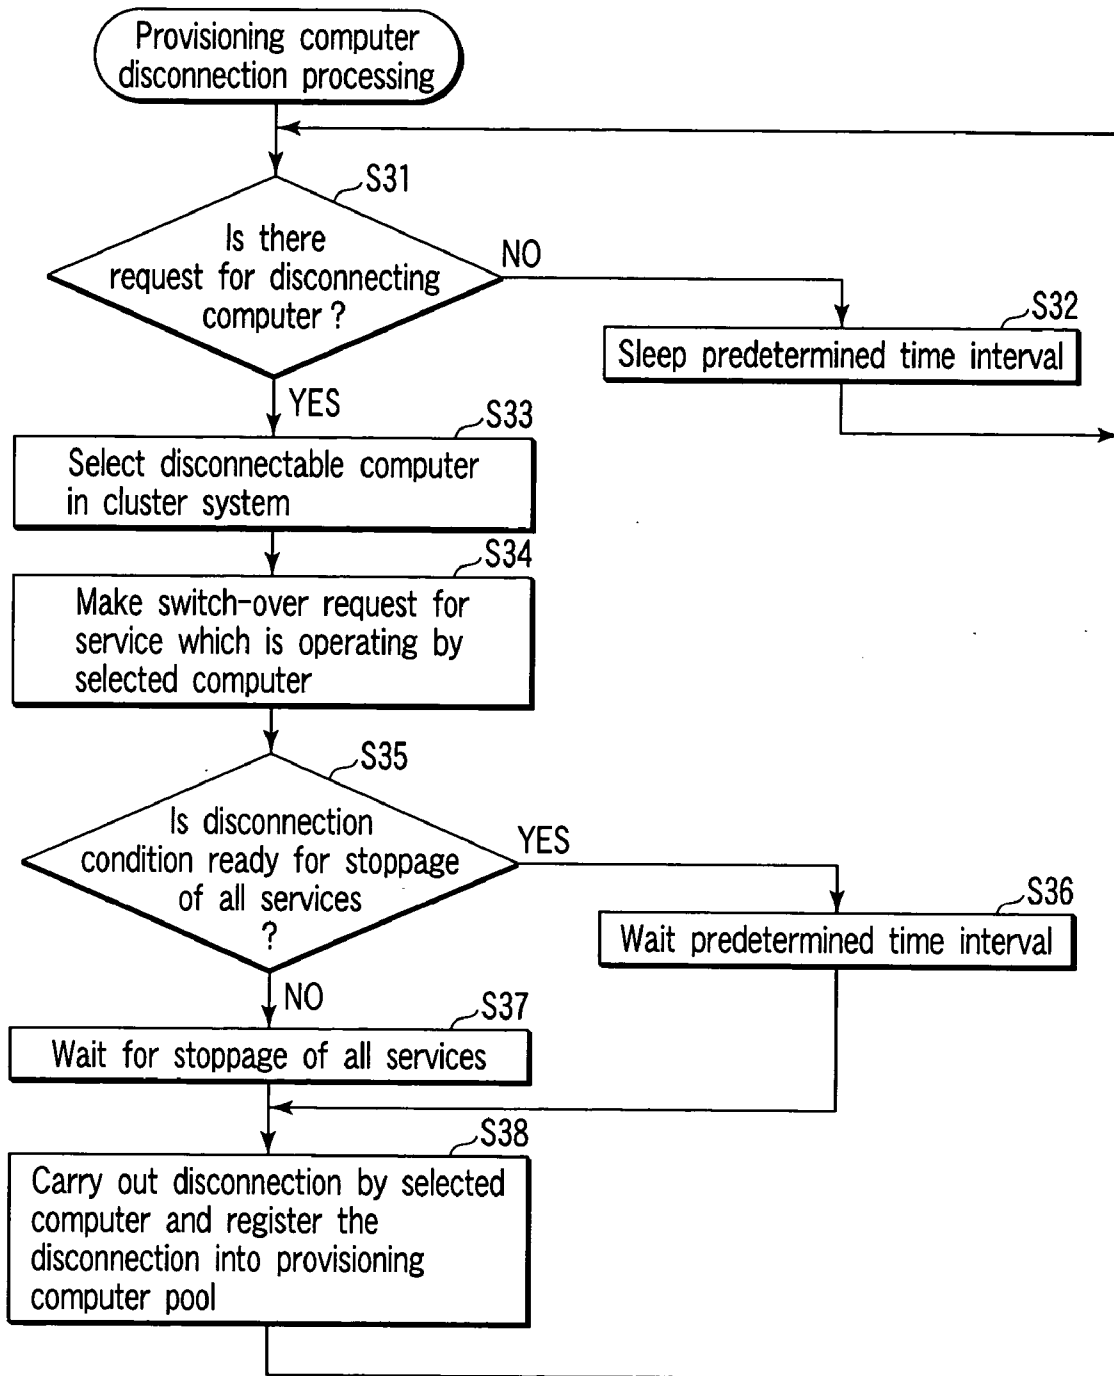 Provisioning computer
disconnection processing
S31
Is there
request for disconnecting
computer ?
NO
S32
Sleep predetermined time interval
YES
S33
Select disconnectable computer
in cluster system
S34
Make switch-over request for
service which is operating by
selected computer
S35
Is disconnection
condition ready for stoppage
of all services
?
YES
S36
Wait predetermined time interval
NO
S37
Wait for stoppage of all services
S38
Carry out disconnection by selected
computer and register the
disconnection into provisioning
computer pool